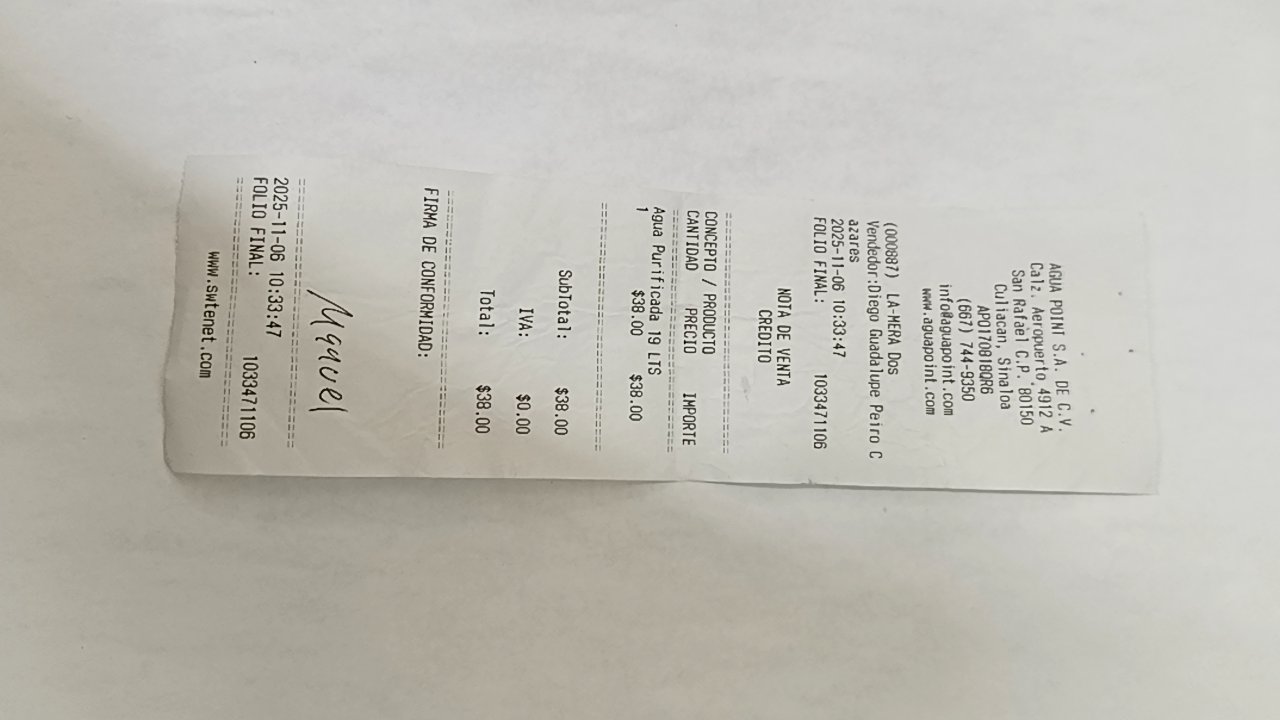 AGUA POINT S.A. DE C.V.
Calz. Aeropuerto 4912 A
San Rafael C.P. 80150
Culiacan, Sinaloa
APO170818QR6
(667) 744-9350
info@aguapoint.com
www.aguapoint.com
(000887) LA-MERA DOS
Vendedor:Diego Guadalupe Peiro C
azares
2025-11-06 10:33:47
FOLIO FINAL: 1033471106
NOTA DE VENTA
CREDITO
CONCEPTO / PRODUCTO
CANTIDAD PRECIO IMPORTE
Agua Purificada 19 LTS
1 $38.00 $38.00
SubTotal: $38.00
IVA: $0.00
Total: $38.00
FIRMA DE CONFORMIDAD:
Miguel
2025-11-06 10:33:47
FOLIO FINAL: 1033471106
www.swtenet.com